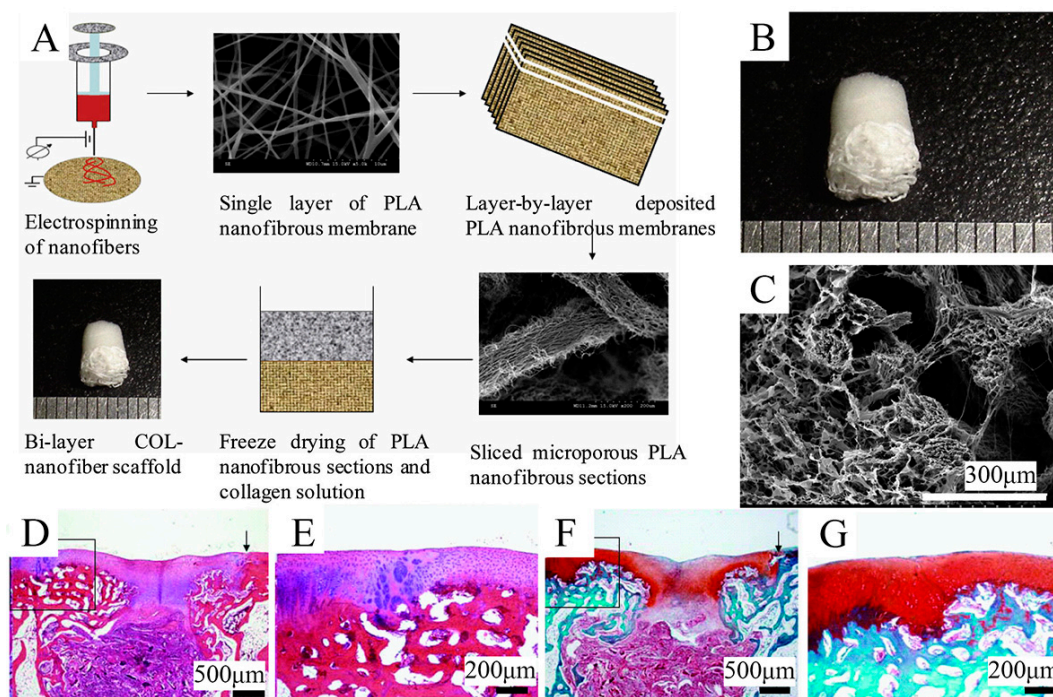 A
B
Electrospinning
of nanofibers
Single layer of PLA
nanofibrous membrane
Layer-by-layer deposited
PLA nanofibrous membranes
C
Bi-layer COL-
nanofiber scaffold
Freeze drying of PLA
nanofibrous sections and
collagen solution
Sliced microporous PLA
nanofibrous sections
300μm
D
E
F
G
500μm
200μm
500μm
200μm